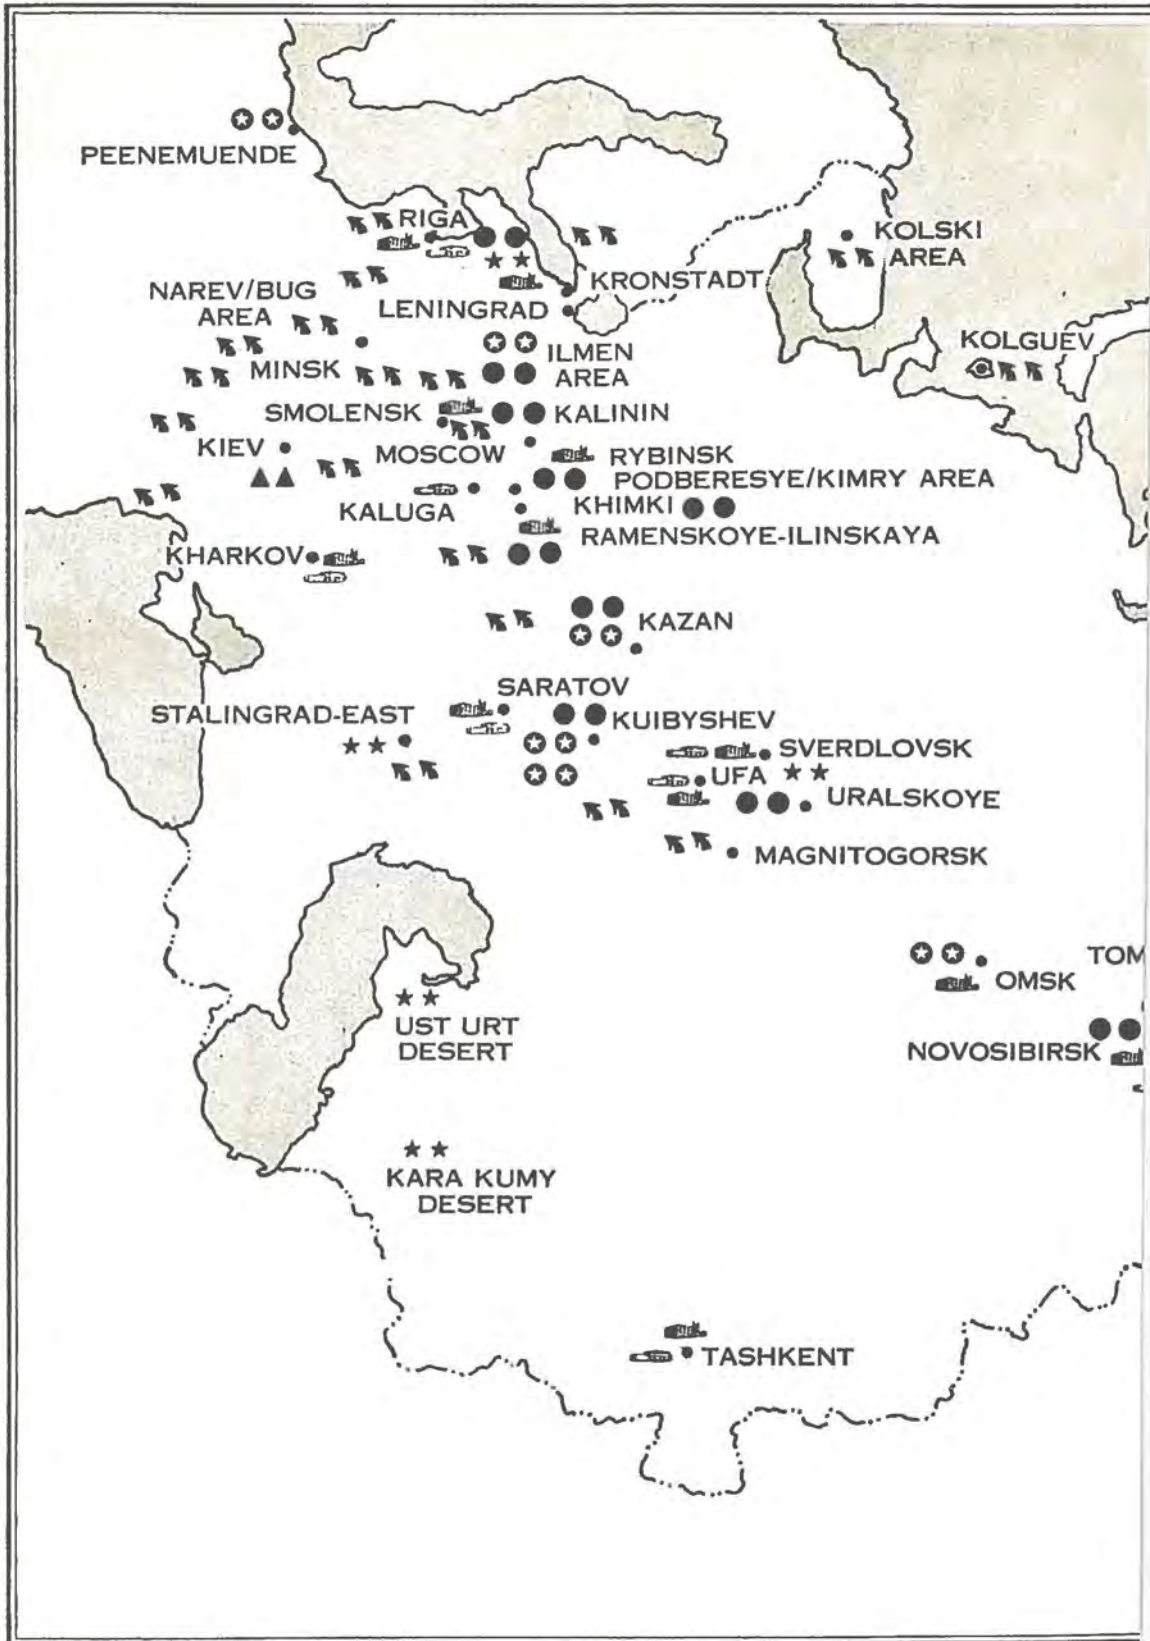 PEENEMUENDE
RIGA
KOLSKI
AREA
KRONSTADT
NAREV/BUG
AREA
LENINGRAD
KOLGUEV
ILMEN
AREA
MINSK
SMOLENSK
KALININ
KIEV
MOSCOW
RYBINSK
PODBERESYE/KIMRY AREA
KALUGA
KHIMKI
RAMENSKOYE-ILINSKAYA
KHARKOV
KAZAN
SARATOV
STALINGRAD-EAST
KUIBYSHEV
SVERDLOVSK
UFA
URALSKOYE
MAGNITOGORSK
TOM
OMSK
UST URT
DESERT
NOVOSIBIRSK
KARA KUMY
DESERT
TASHKENT